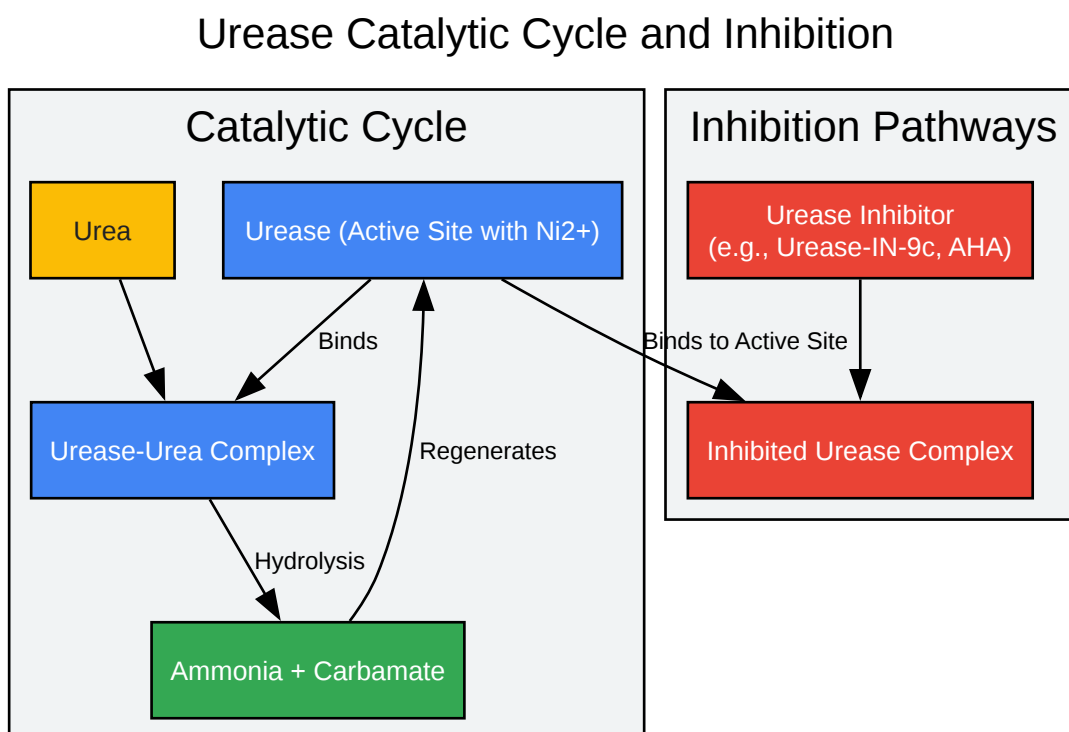 Urease Catalytic Cycle and Inhibition
Catalytic Cycle
Inhibition Pathways
Urea
Urease (Active Site with Ni2+)
Urease Inhibitor
(e.g., Urease-IN-9c, AHA)
Binds
Binds to Active Site
Urease-Urea Complex
Regenerates
Inhibited Urease Complex
Hydrolysis
Ammonia + Carbamate